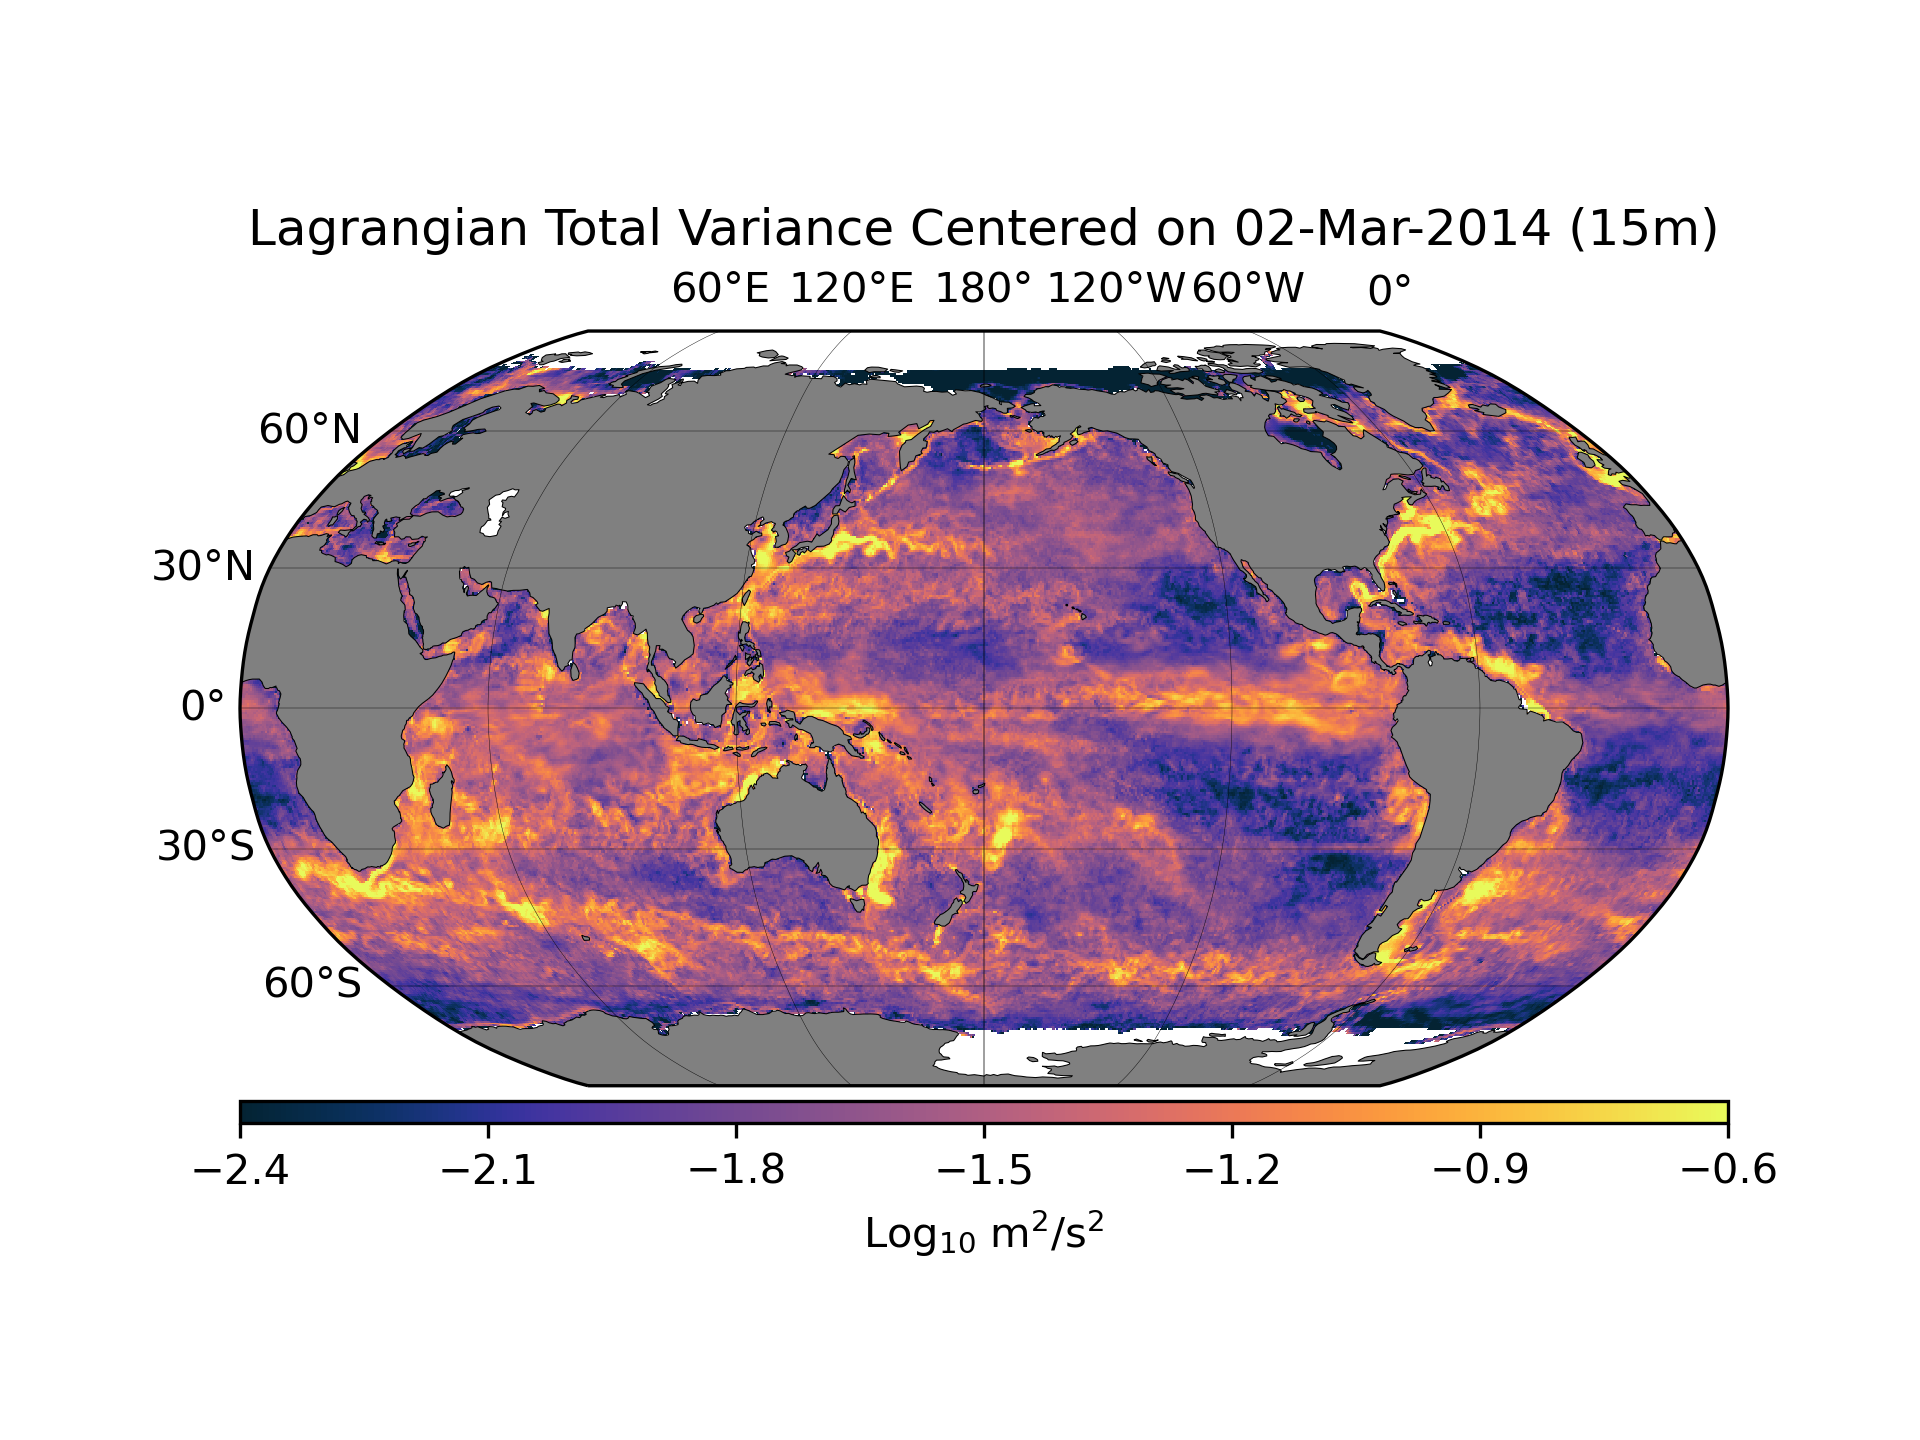 Lagrangian Total Variance Centered on 02-Mar-2014 (15m)
60°E 120°E 180° 120°W 60°W 0°
60°N
30°N
0°
30°S
60°S
−2.4 −2.1 −1.8 −1.5 −1.2 −0.9 −0.6
Log₁₀ m²/s²